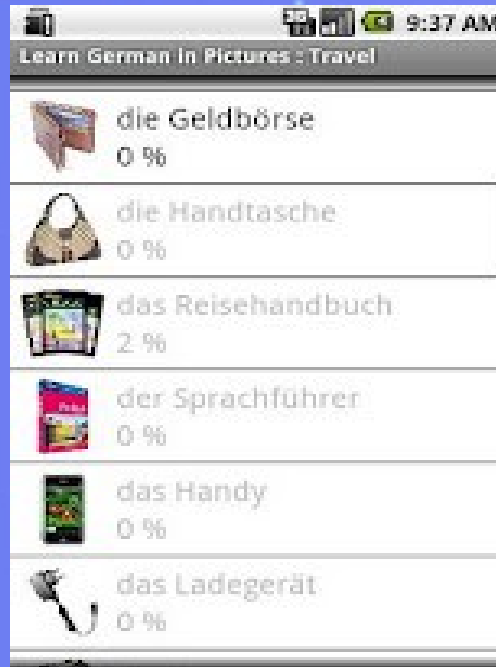 9:37 AM
Learn German in Pictures : Travel
die Geldbörse
0 %
die Handtasche
0 %
das Reisehandbuch
2 %
der Sprachführer
0 %
das Handy
0 %
das Ladegerät
0 %